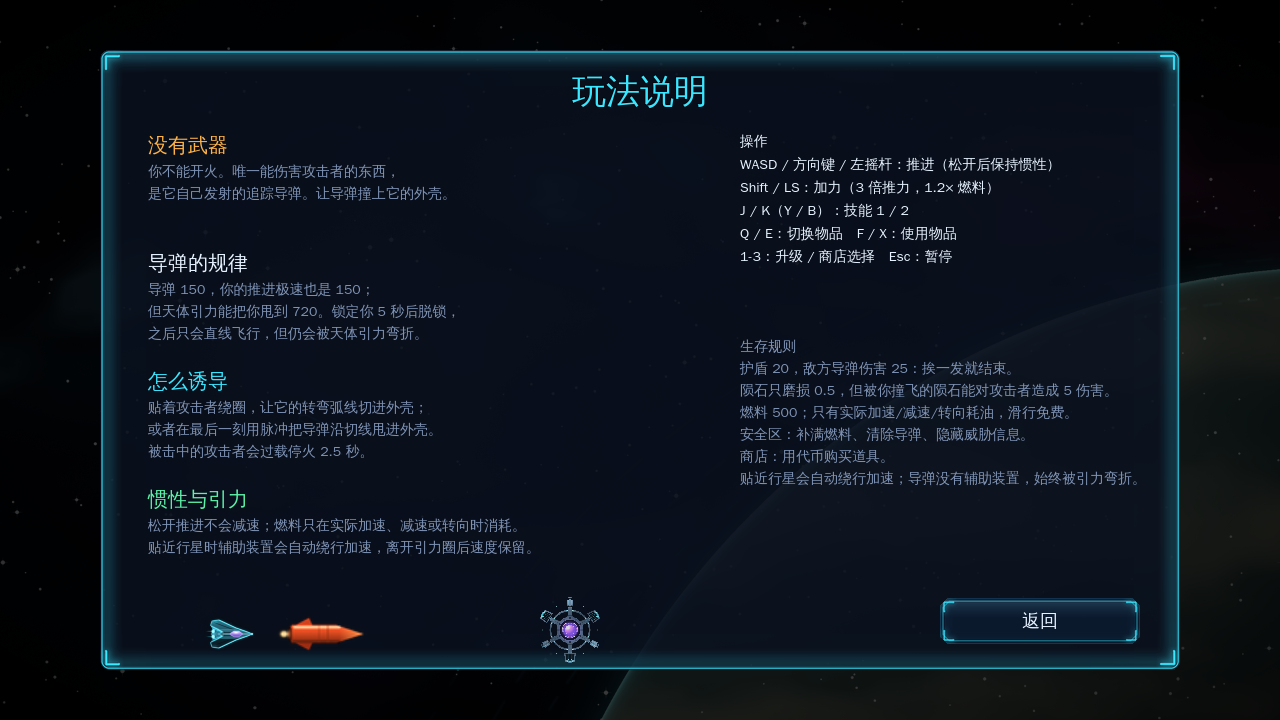 玩法说明
没有武器
你不能开火。唯一能伤害攻击者的东西，
是它自己发射的追踪导弹。让导弹撞上它的外壳。
导弹的规律
导弹 150，你的推进极速也是 150；
但天体引力能把你甩到 720。锁定你 5 秒后脱锁，
之后只会直线飞行，但仍会被天体引力弯折。
怎么诱导
贴着攻击者绕圈，让它的转弯弧线切进外壳；
或者在最后一刻用脉冲把导弹沿切线甩进外壳。
被击中的攻击者会过载停火 2.5 秒。
惯性与引力
松开推进不会减速；燃料只在实际加速、减速或转向时消耗。
贴近行星时辅助装置会自动绕行加速，离开引力圈后速度保留。
操作
WASD / 方向键 / 左摇杆：推进（松开后保持惯性）
Shift / LS：加力（3 倍推力，1.2× 燃料）
J / K（Y / B）：技能 1 / 2
Q / E：切换物品　F / X：使用物品
1-3：升级 / 商店选择　Esc：暂停
生存规则
护盾 20，敌方导弹伤害 25：挨一发就结束。
陨石只磨损 0.5，但被你撞飞的陨石能对攻击者造成 5 伤害。
燃料 500；只有实际加速/减速/转向耗油，滑行免费。
安全区：补满燃料、清除导弹、隐藏威胁信息。
商店：用代币购买道具。
贴近行星会自动绕行加速；导弹没有辅助装置，始终被引力弯折。
返回